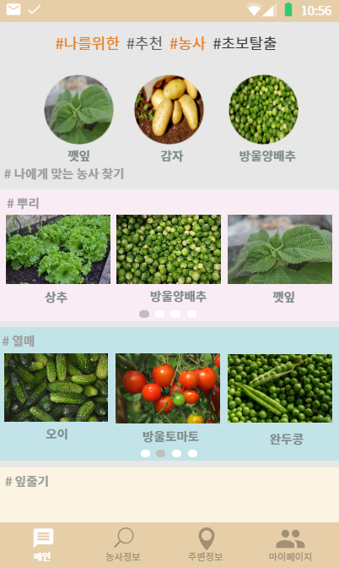 10:56
#나를위한 #추천 #농사 #초보탈출
깻잎 감자 방울양배추
# 나에게 맞는 농사 찾기
# 뿌리
상추 방울양배추 깻잎
# 열매
오이 방울토마토 완두콩
# 잎줄기
메인 농사정보 주변정보 마이페이지